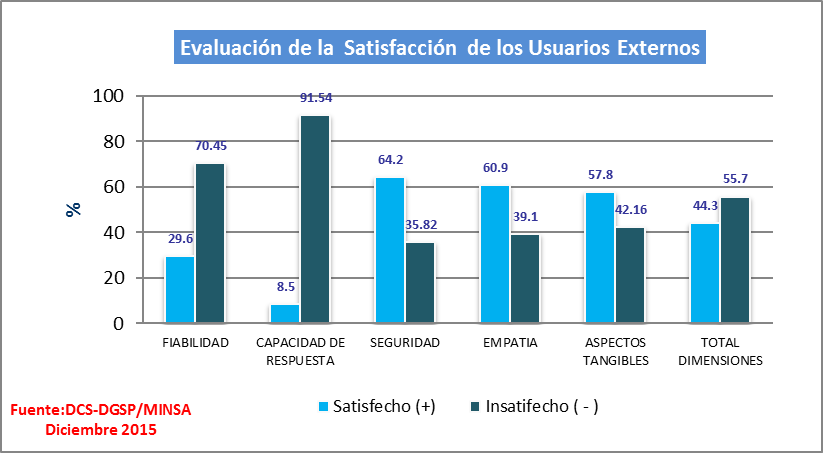 Evaluación de la  Satisfacción  de los Usuarios Externos
100
80
60
40
20
0
%
29.6
70.45
8.5
91.54
64.2
35.82
60.9
39.1
57.8
42.16
44.3
55.7
FIABILIDAD
CAPACIDAD DE
RESPUESTA
SEGURIDAD
EMPATIA
ASPECTOS
TANGIBLES
TOTAL
DIMENSIONES
Satisfecho (+)
Insatifecho ( - )
Fuente:DCS-DGSP/MINSA
Diciembre 2015